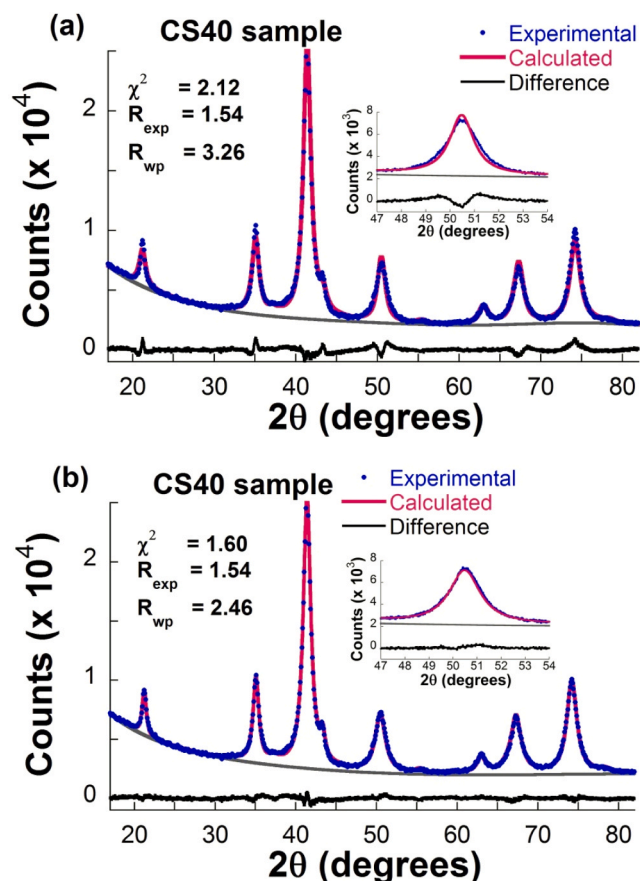 (a)
CS40 sample
Experimental
Calculated
Difference
χ² = 2.12
R_exp = 1.54
R_wp = 3.26
Counts (x 10⁴)
2
1
0
20 30 40 50 60 70 80
2θ (degrees)
Counts (x 10³)
8
6
4
2
0
47 48 49 50 51 52 53 54
2θ (degrees)
(b)
CS40 sample
Experimental
Calculated
Difference
χ² = 1.60
R_exp = 1.54
R_wp = 2.46
Counts (x 10⁴)
2
1
0
20 30 40 50 60 70 80
2θ (degrees)
Counts (x 10³)
8
6
4
2
0
47 48 49 50 51 52 53 54
2θ (degrees)